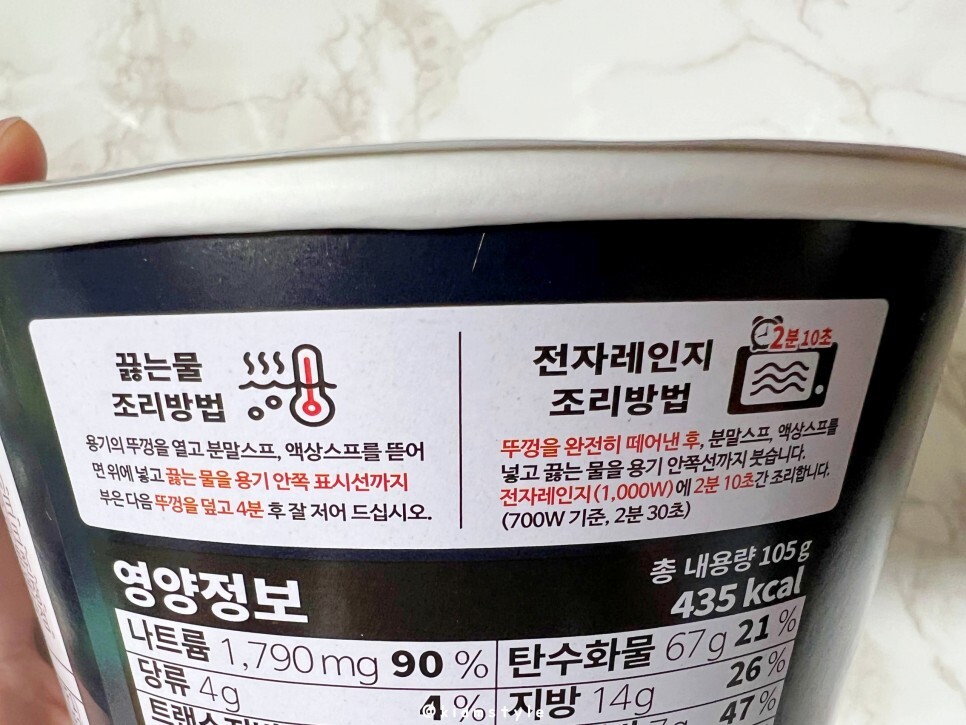 끓는물
조리방법
용기의 뚜껑을 열고 분말스프, 액상스프를 뜯어
면 위에 넣고 끓는 물을 용기 안쪽 표시선까지
부은 다음 뚜껑을 덮고 4분 후 잘 저어 드십시오.
전자레인지
조리방법
2분 10초
뚜껑을 완전히 떼어낸 후, 분말스프, 액상스프를
넣고 끓는 물을 용기 안쪽선까지 붓습니다.
전자레인지(1,000W)에 2분 10초간 조리합니다.
(700W 기준, 2분 30초)
영양정보
총 내용량 105 g
435 kcal
나트륨 1,790 mg 90 %
탄수화물 67 g 21 %
당류 4g 4 %
지방 14g 26 %
7g 47 %